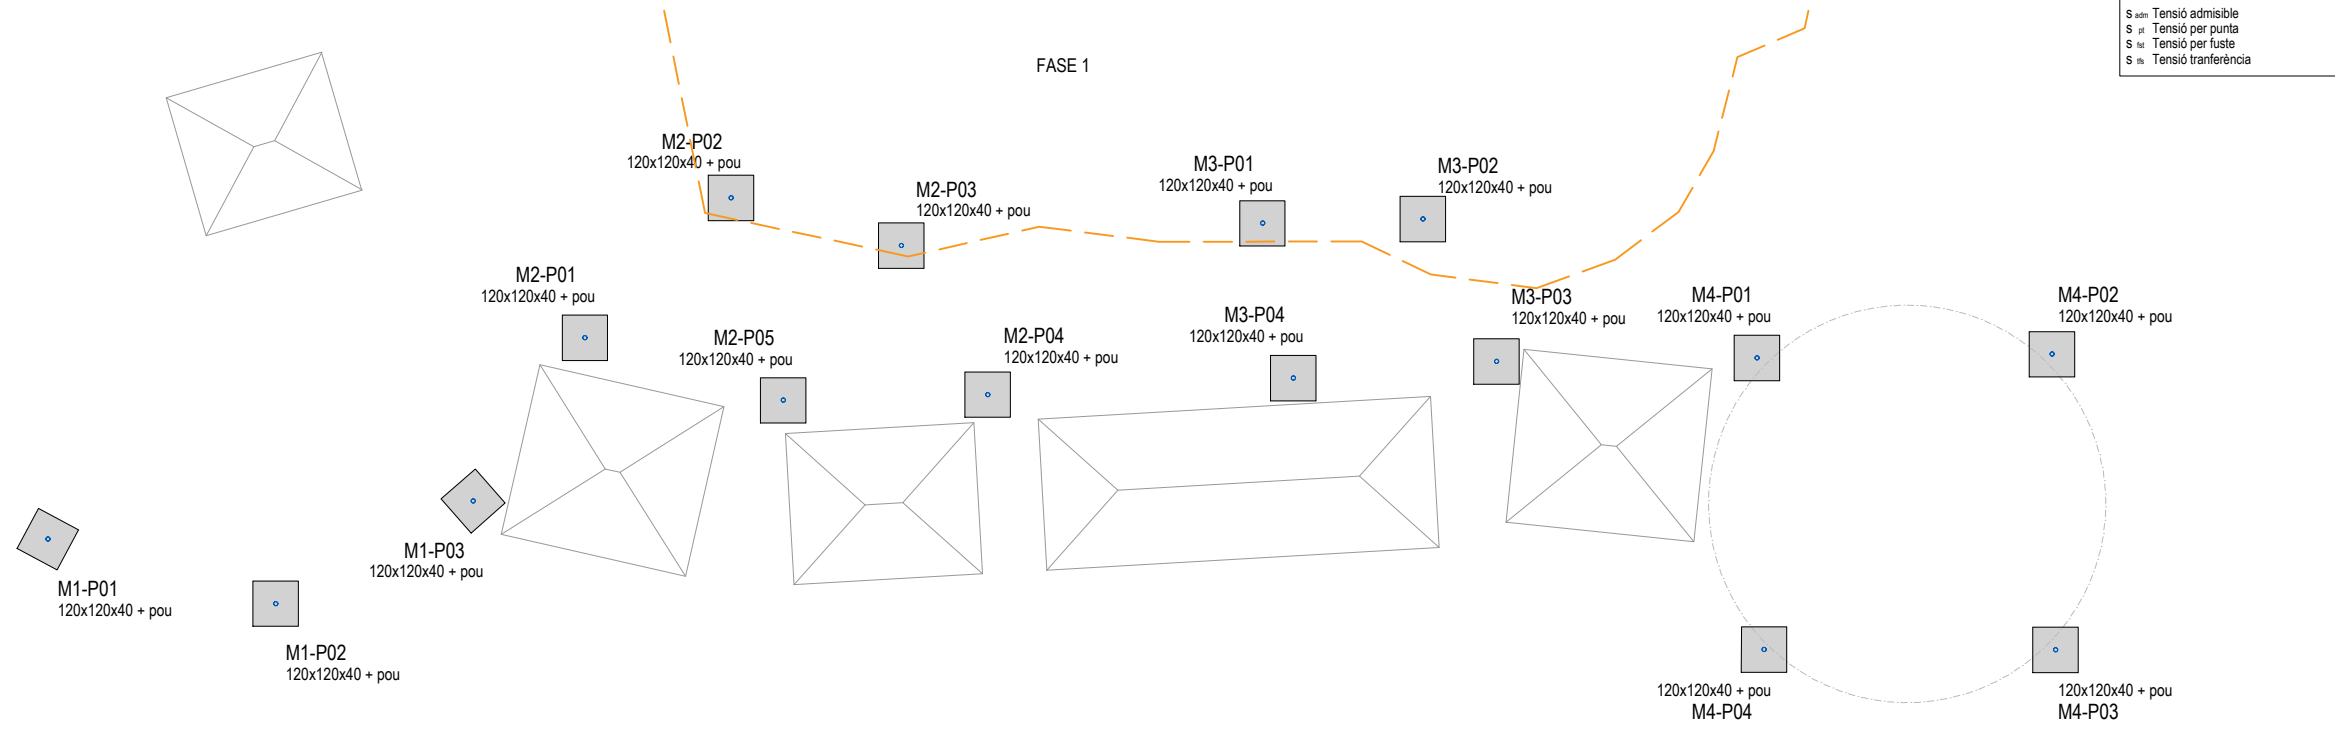 S adm Tensió admisible
S pt Tensió per punta
S fst Tensió per fuste
S tfs Tensió tranferència
FASE 1
M2-P02
120x120x40 + pou
M2-P03
120x120x40 + pou
M3-P01
120x120x40 + pou
M3-P02
120x120x40 + pou
M2-P01
120x120x40 + pou
M2-P05
120x120x40 + pou
M2-P04
120x120x40 + pou
M3-P04
120x120x40 + pou
M3-P03
120x120x40 + pou
M4-P01
120x120x40 + pou
M4-P02
120x120x40 + pou
M1-P03
120x120x40 + pou
M1-P01
120x120x40 + pou
M1-P02
120x120x40 + pou
120x120x40 + pou
M4-P04
120x120x40 + pou
M4-P03